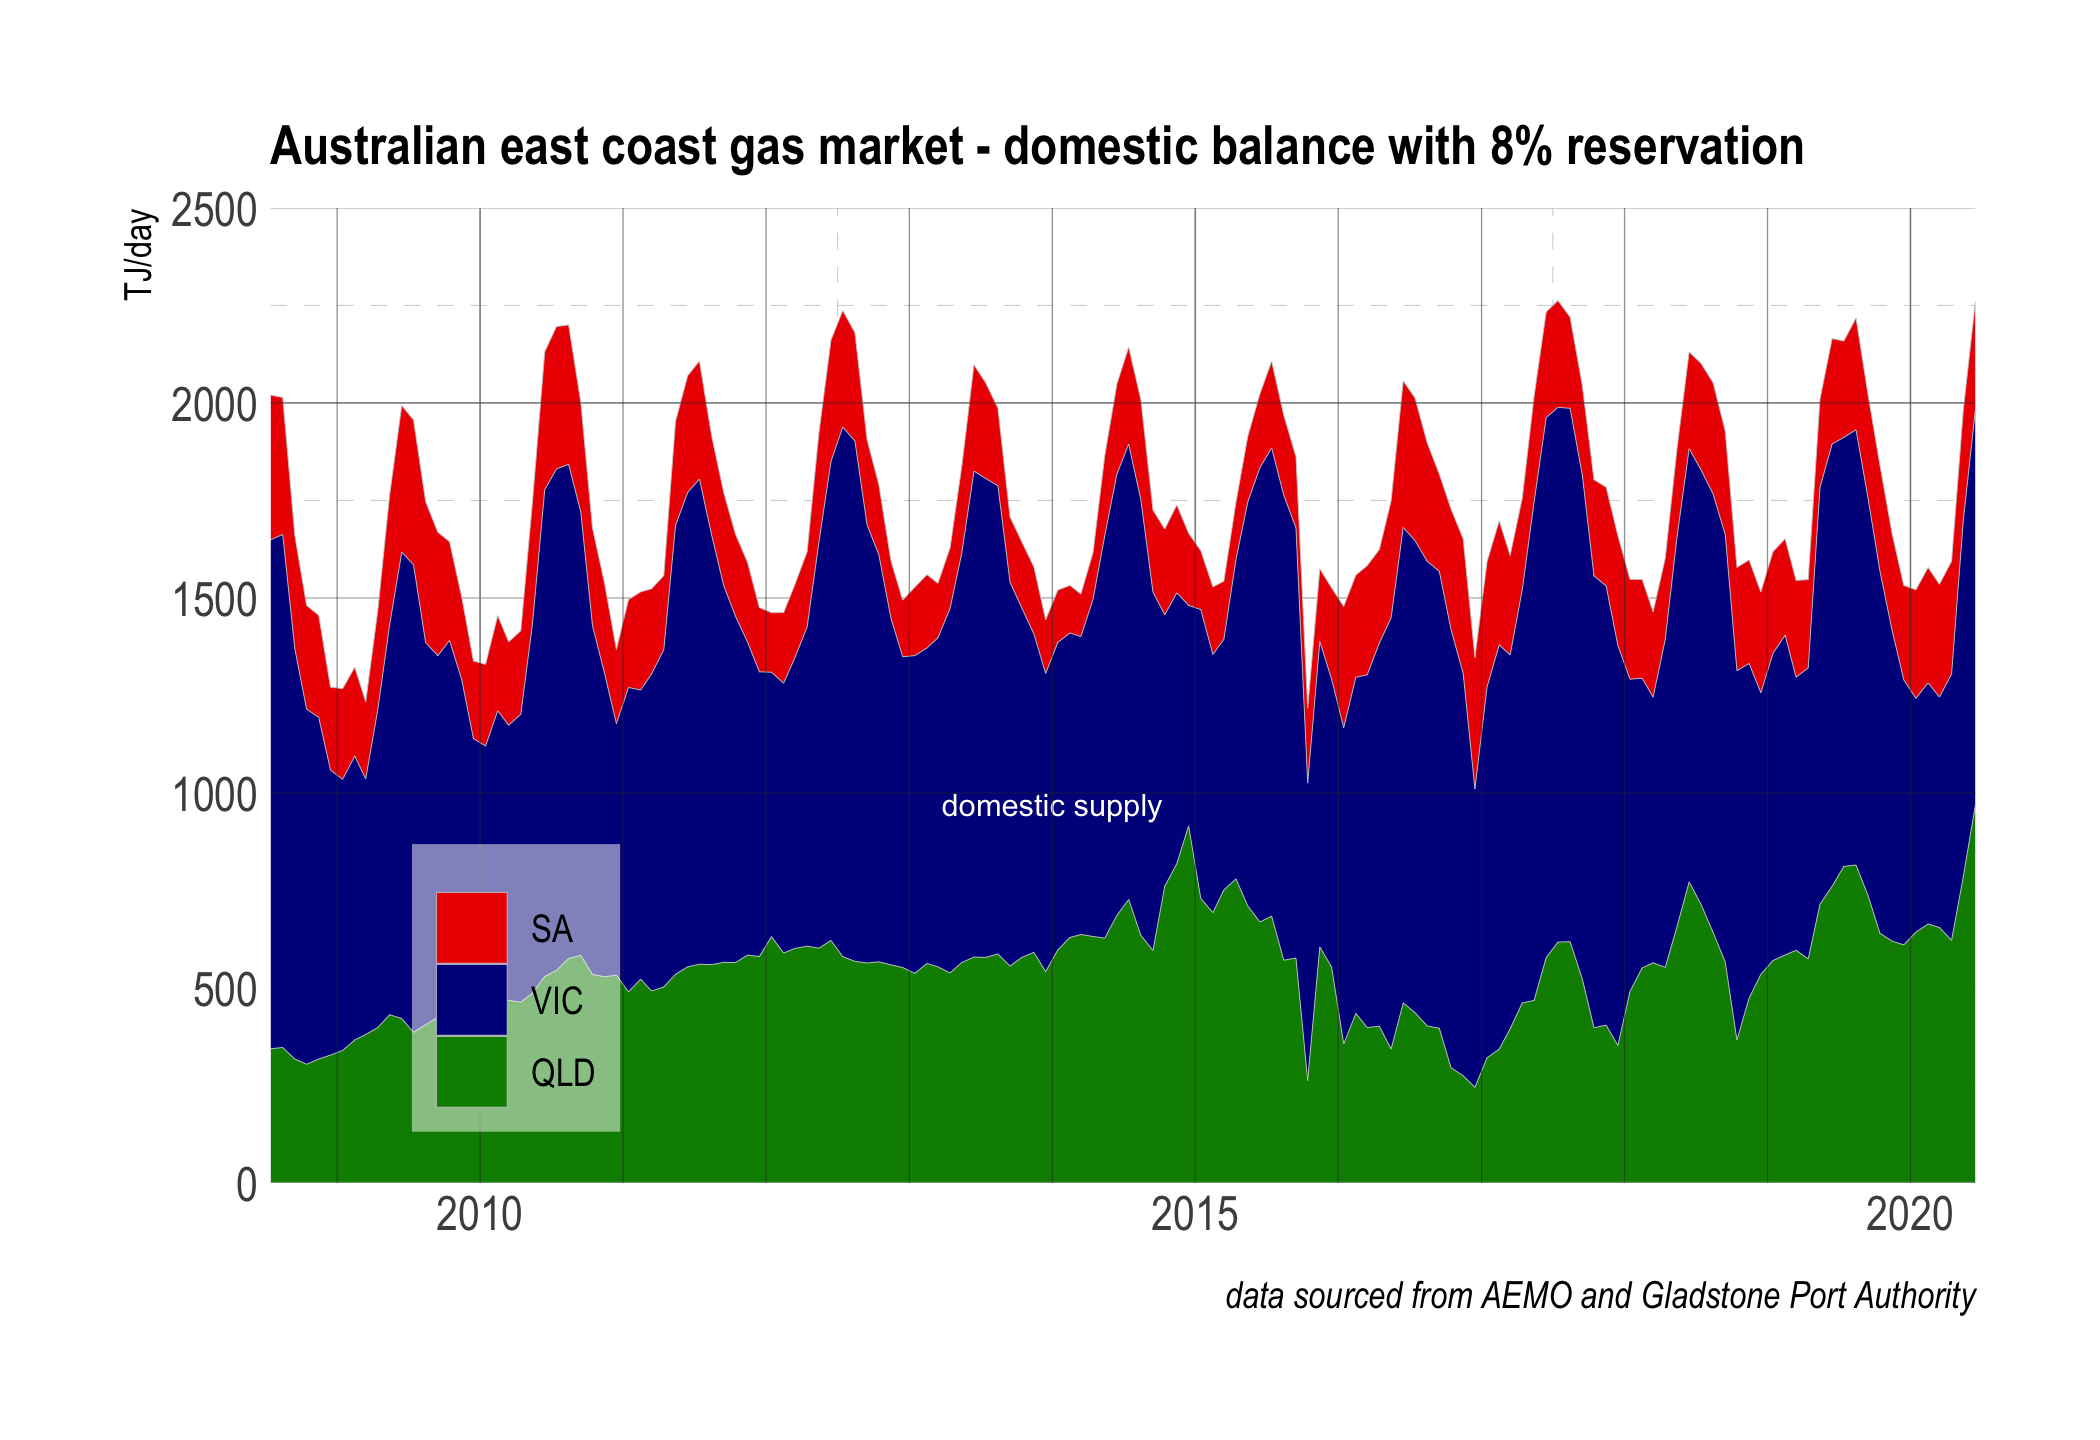 Australian east coast gas market - domestic balance with 8% reservation
TJ/day
2500
2000
1500
1000
500
0
domestic supply
SA
VIC
QLD
2010
2015
2020
data sourced from AEMO and Gladstone Port Authority